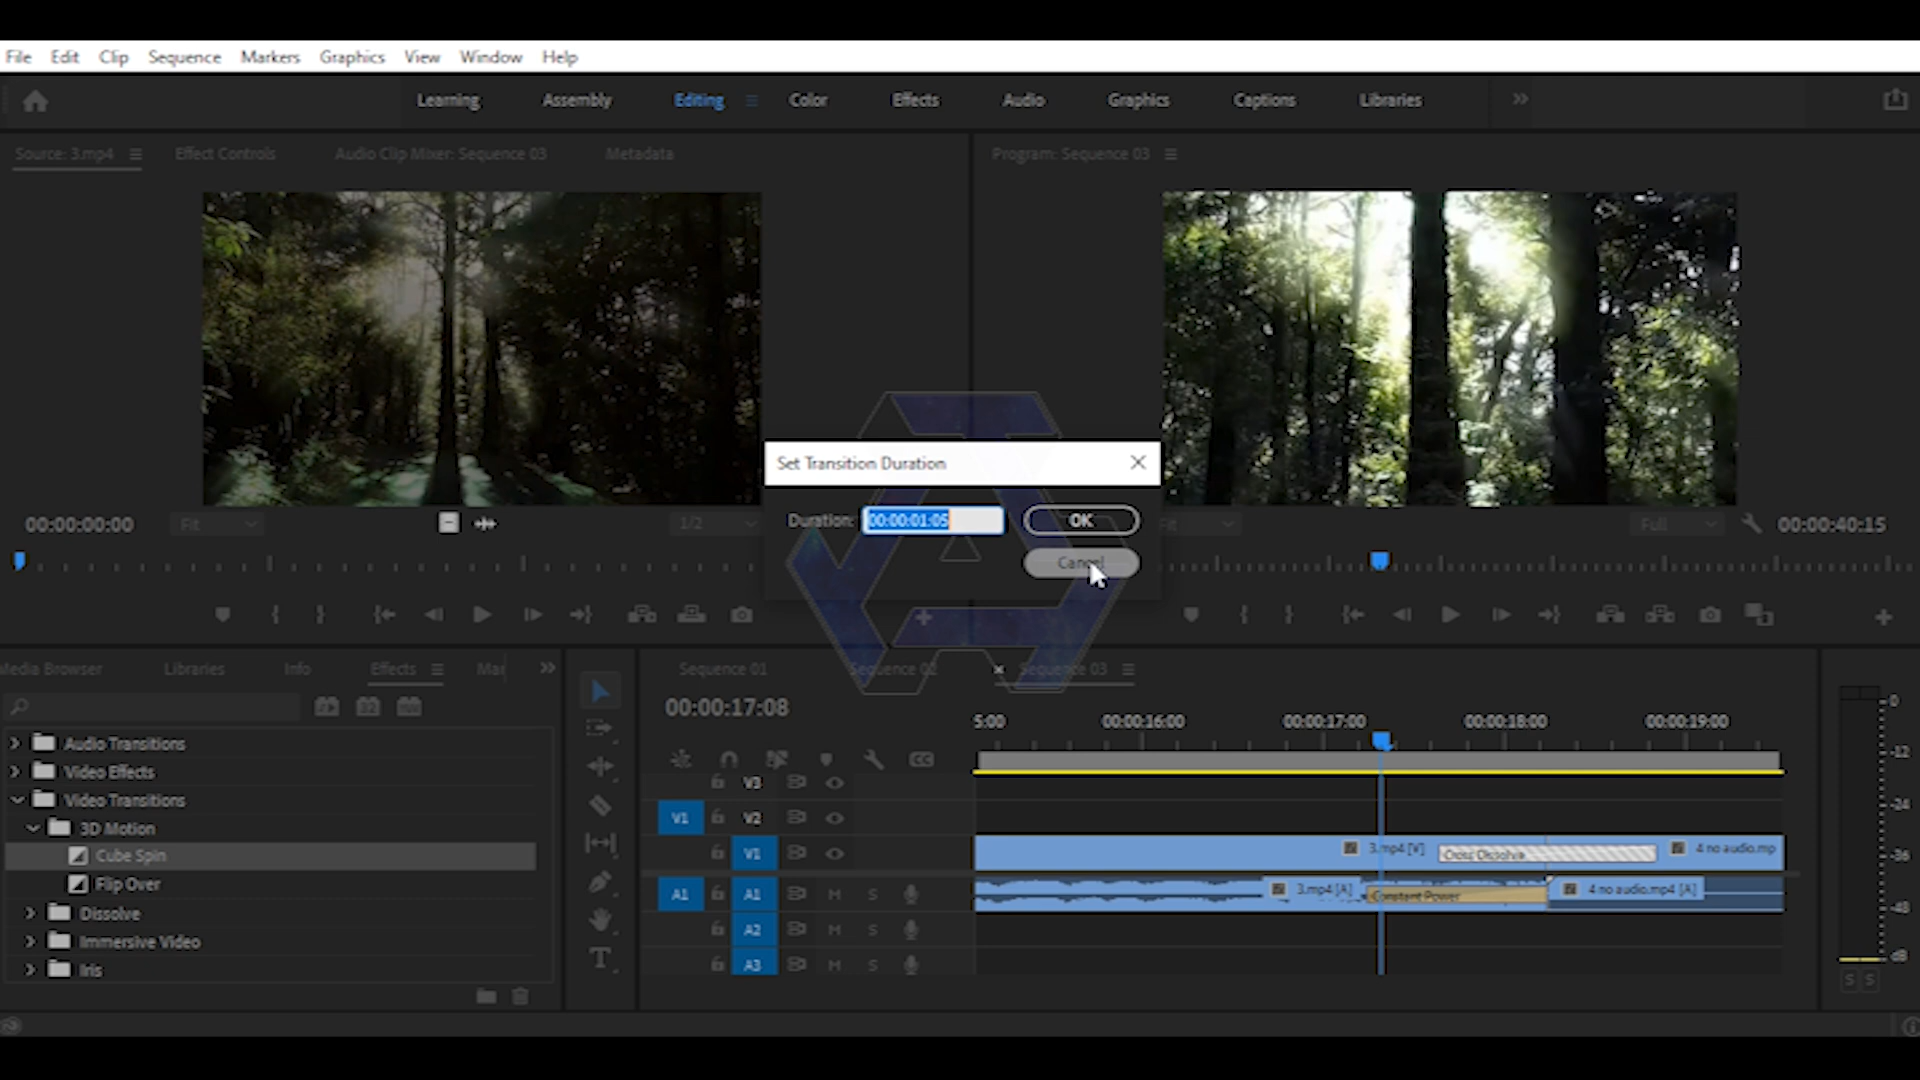 File Edit Clip Sequence Markers Graphics View Window Help
Learning Assembly Editing Color Effects Audio Graphics Captions Libraries
Source: 3.mp4 Effect Controls Audio Clip Mixer: Sequence 03 Metadata Program: Sequence 03
Set Transition Duration
Duration: 00:00:01:05 OK
Cancel
00:00:00:00 Fit 1/2 Fit Full 00:00:40:15
Media Browser Libraries Info Effects Mar Sequence 01 Sequence 02 Sequence 03
00:00:17:08
5:00 00:00:16:00 00:00:17:00 00:00:18:00 00:00:19:00
Audio Transitions
Video Effects
Video Transitions
3D Motion
Cube Spin
Flip Over
Dissolve
Immersive Video
Iris
V3
V1 V2
V1 3.mp4 [V] Cross Dissolve 4 no audio.mp
A1 A1 M S 3.mp4 [A] Constant Power 4 no audio.mp4 [A]
A2 M S
A3 M S
0
-12
-24
-36
-48
dB
S S